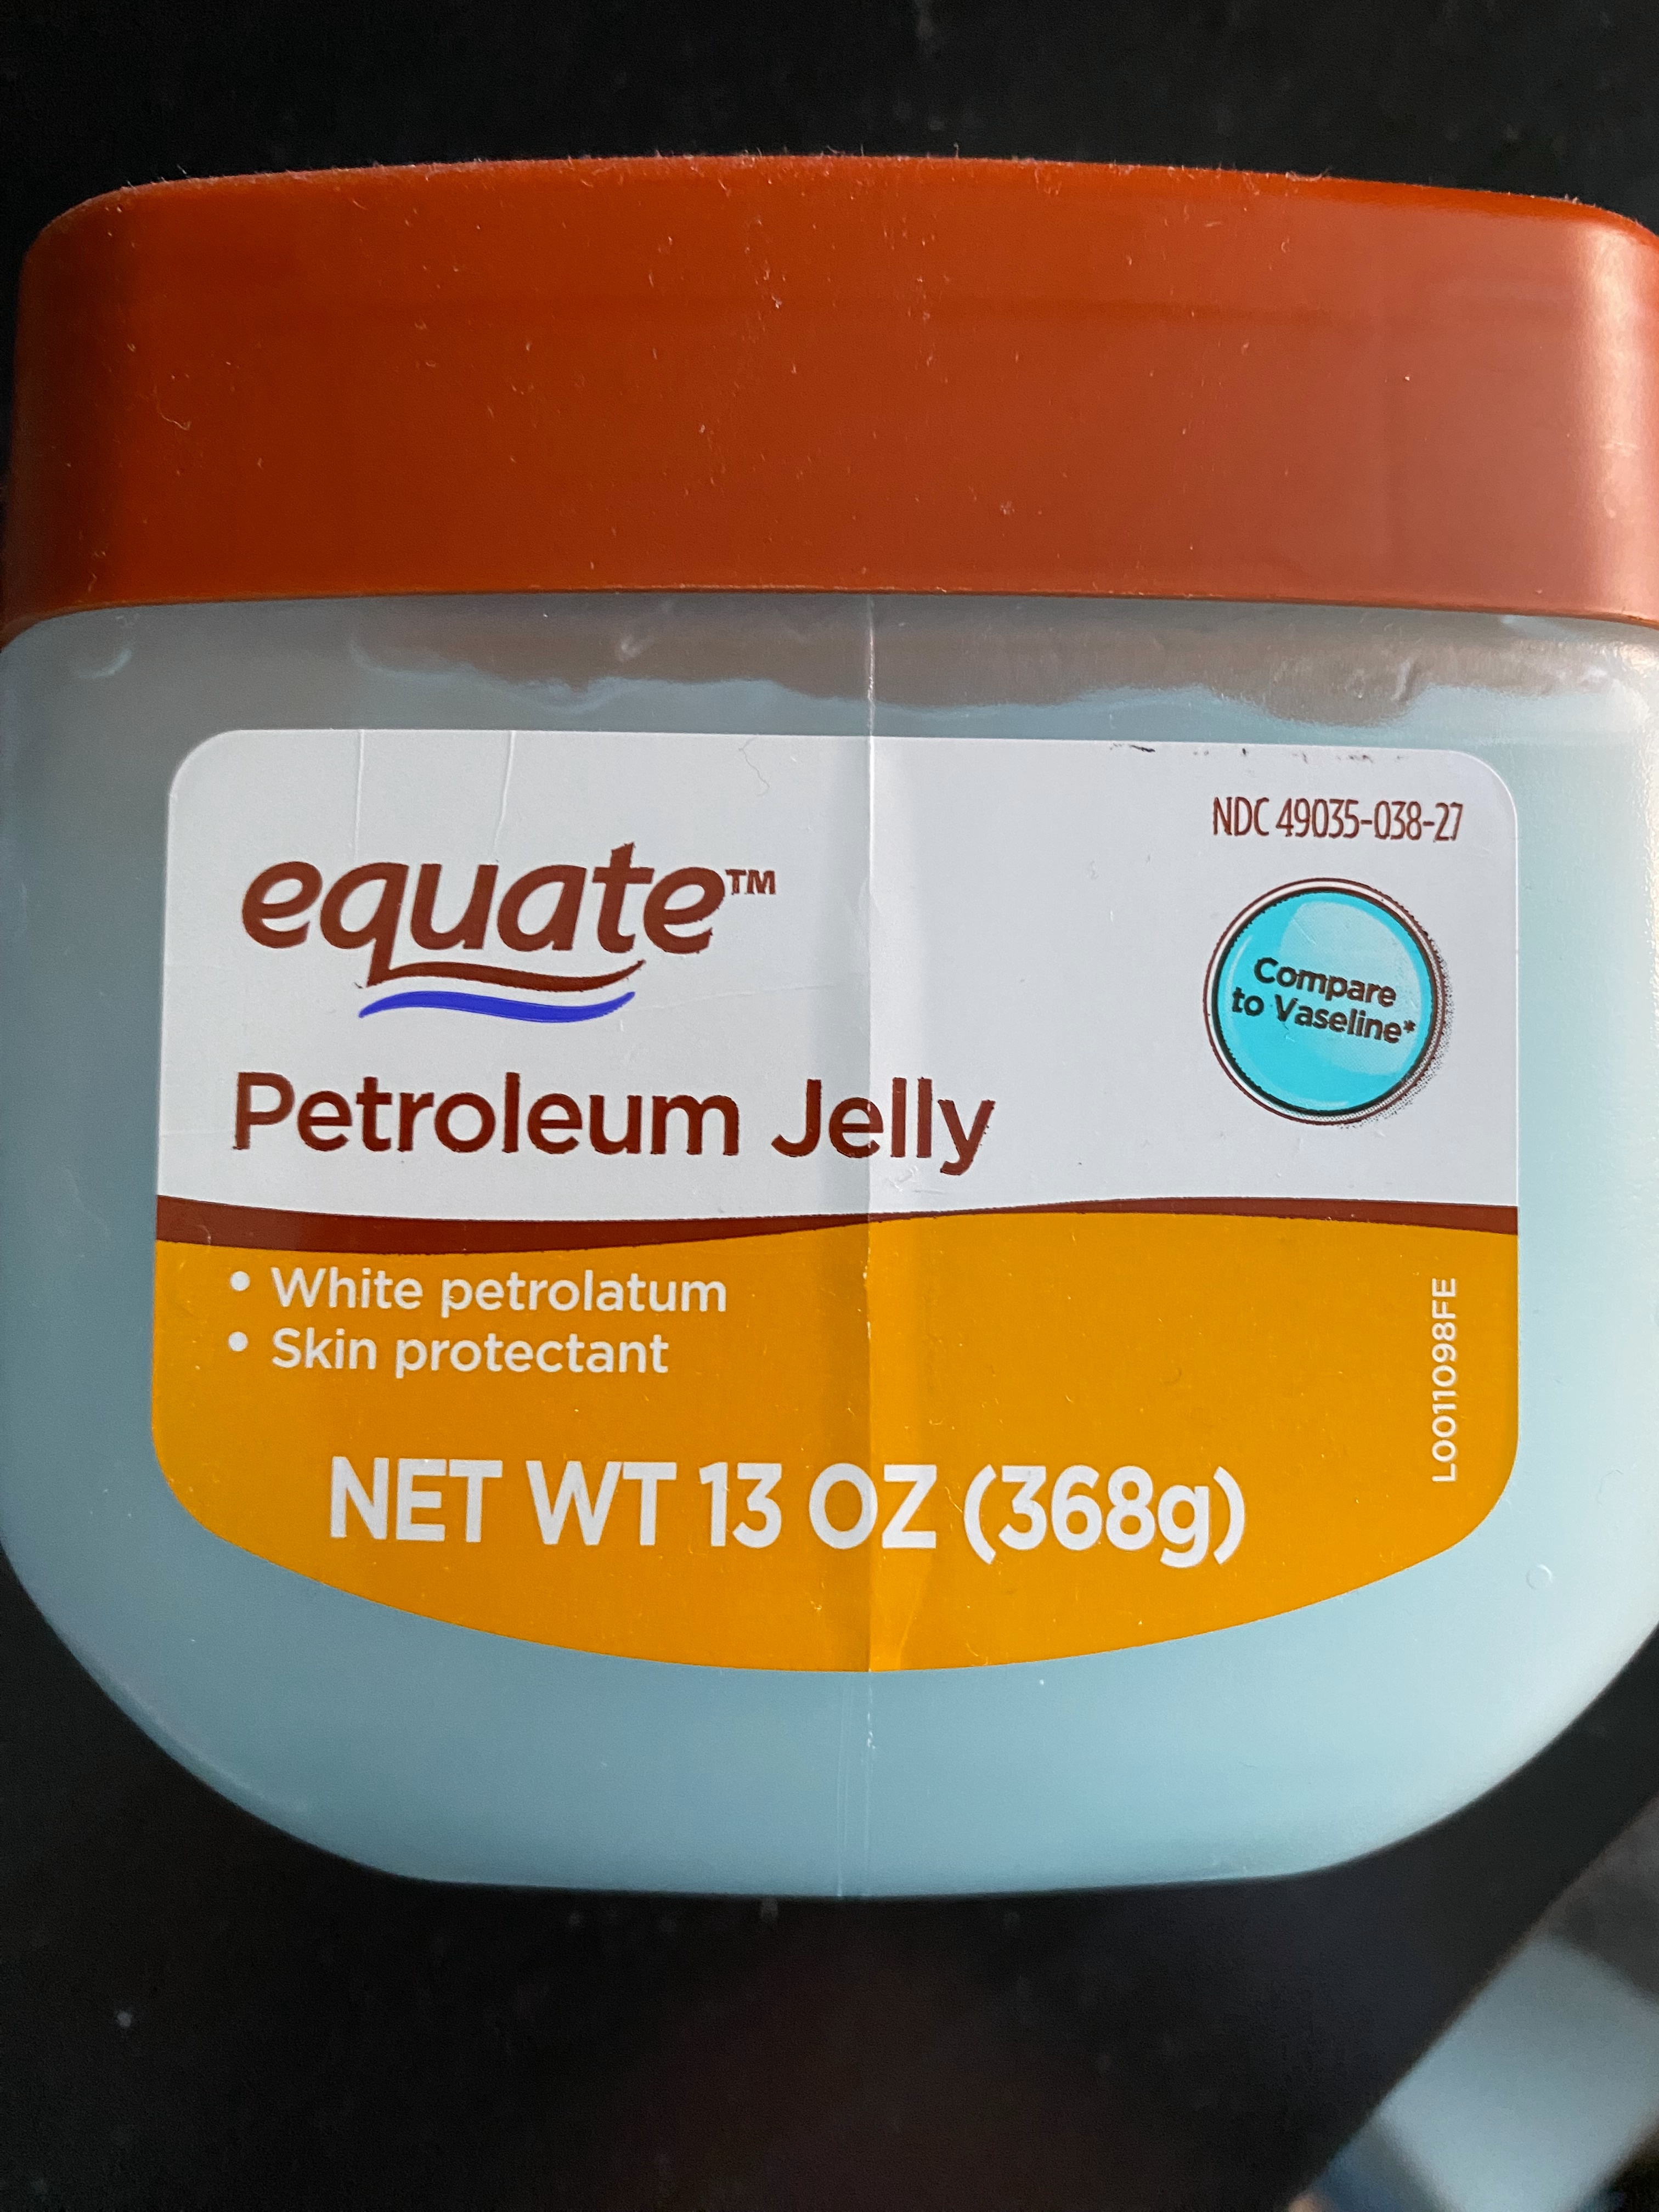 NDC 49035-038-27
equate™
Compare
to Vaseline*
Petroleum Jelly
• White petrolatum
• Skin protectant
L001098FE
NET WT 13 OZ (368g)